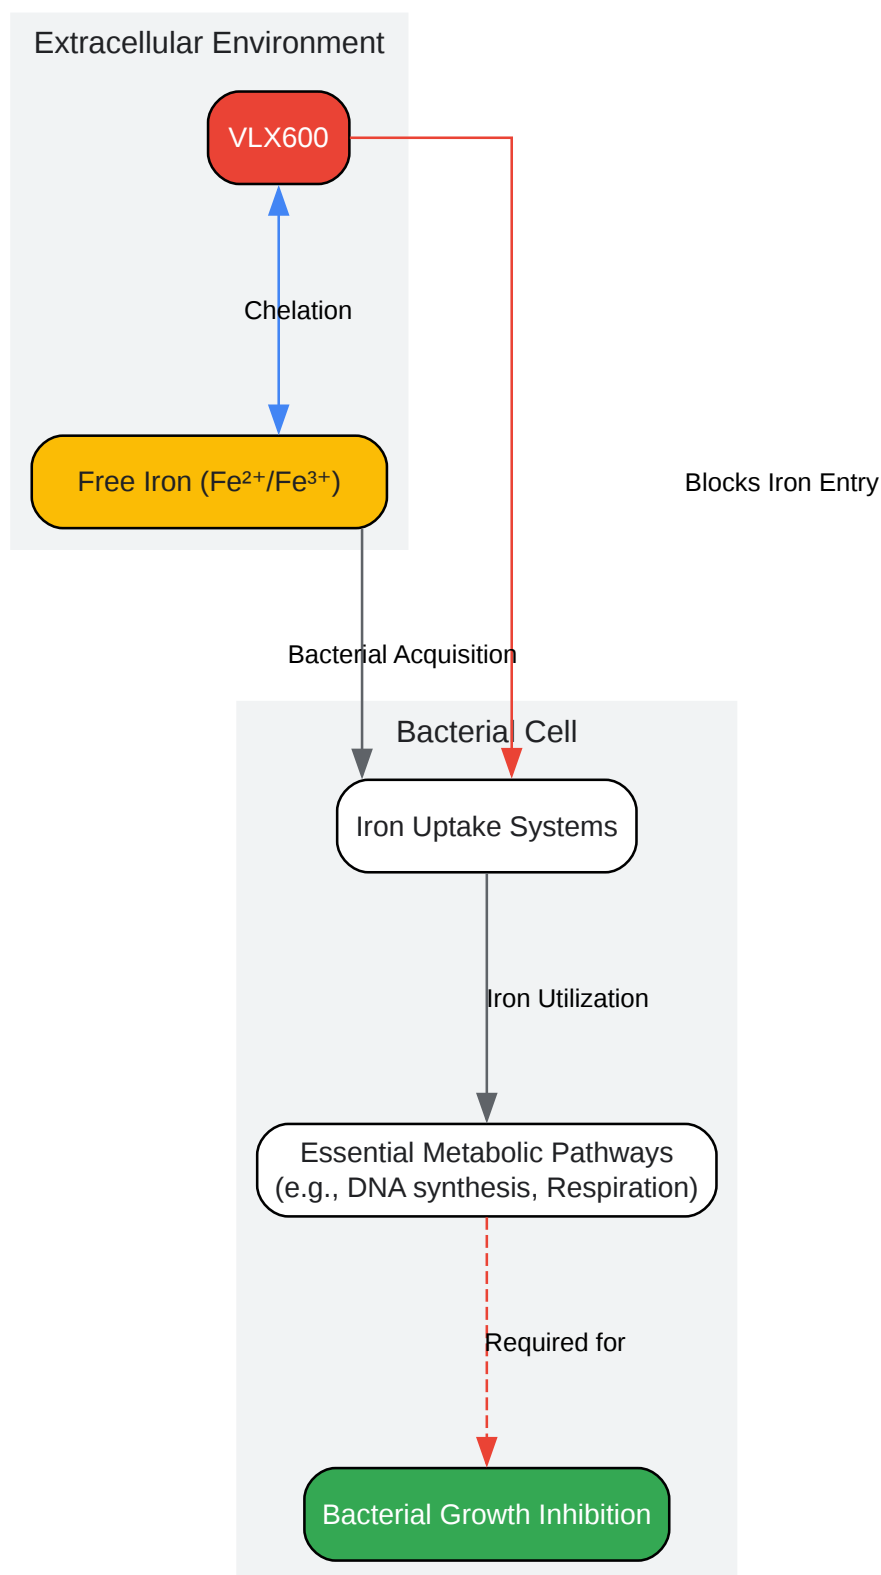 Extracellular Environment
VLX600
Chelation
Free Iron (Fe²⁺/Fe³⁺)
Blocks Iron Entry
Bacterial Acquisition
Bacterial Cell
Iron Uptake Systems
Iron Utilization
Essential Metabolic Pathways
(e.g., DNA synthesis, Respiration)
Required for
Bacterial Growth Inhibition